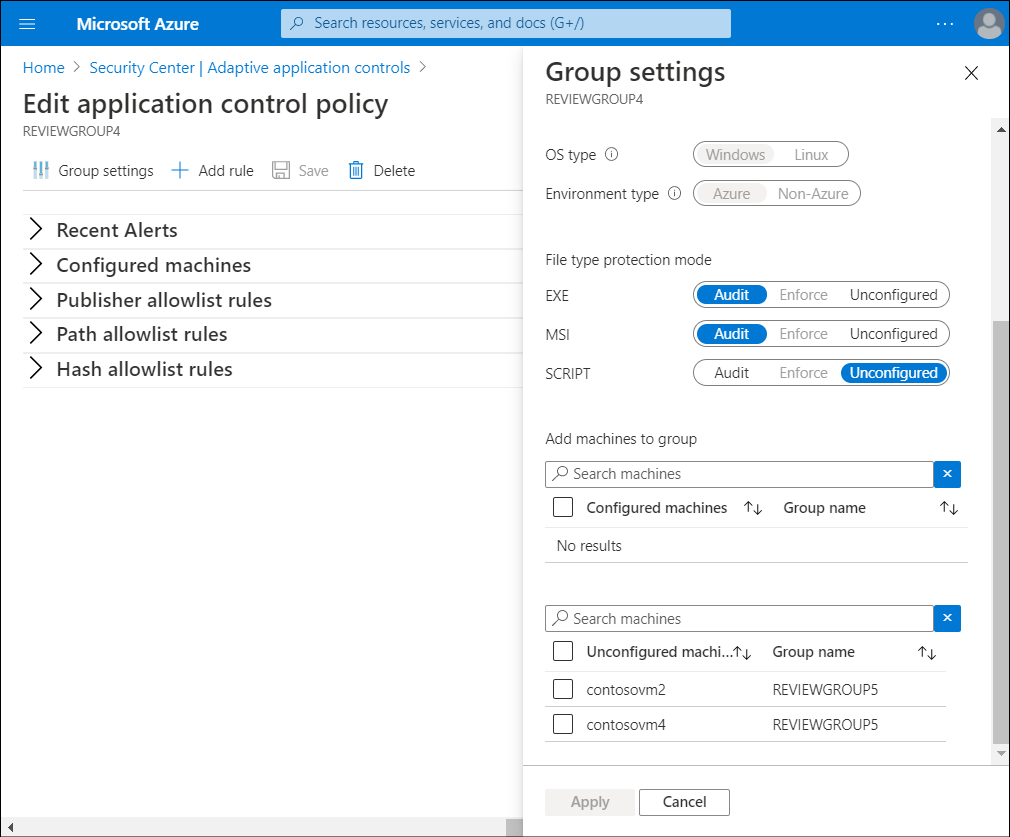 Microsoft Azure
Search resources, services, and docs (G+/)
Home > Security Center | Adaptive application controls >
Edit application control policy
REVIEWGROUP4
Group settings
Add rule
Save
Delete
Recent Alerts
Configured machines
Publisher allowlist rules
Path allowlist rules
Hash allowlist rules
Group settings
REVIEWGROUP4
OS type Windows Linux
Environment type Azure Non-Azure
File type protection mode
EXE Audit Enforce Unconfigured
MSI Audit Enforce Unconfigured
SCRIPT Audit Enforce Unconfigured
Add machines to group
Search machines
Configured machines Group name
No results
Search machines
Unconfigured machi... Group name
contosovm2 REVIEWGROUP5
contosovm4 REVIEWGROUP5
Apply Cancel